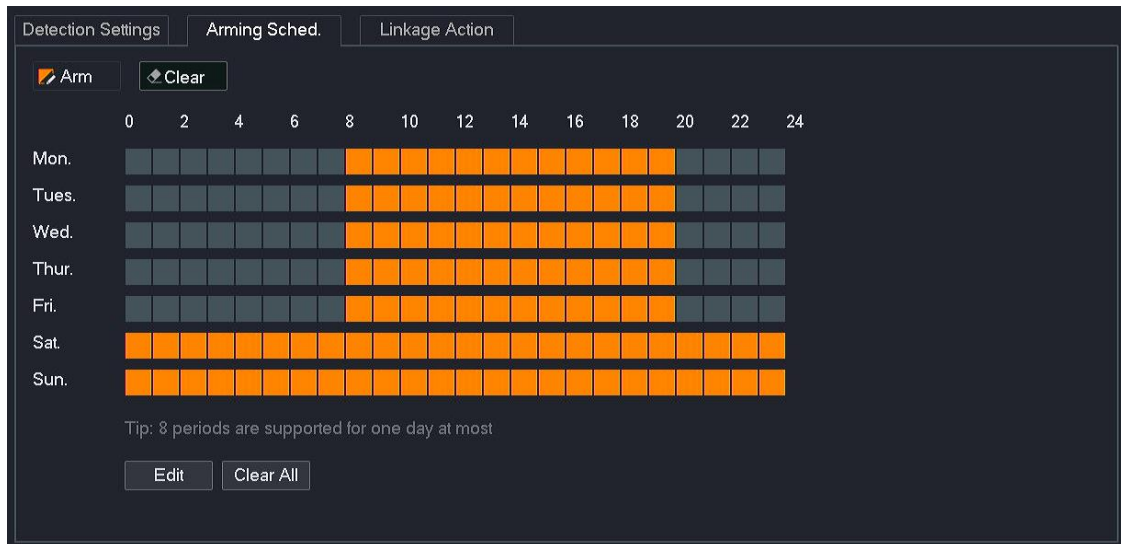 Detection Settings Arming Sched. Linkage Action
Arm Clear
0 2 4 6 8 10 12 14 16 18 20 22 24
Mon.
Tues.
Wed.
Thur.
Fri.
Sat.
Sun.
Tip: 8 periods are supported for one day at most
Edit Clear All